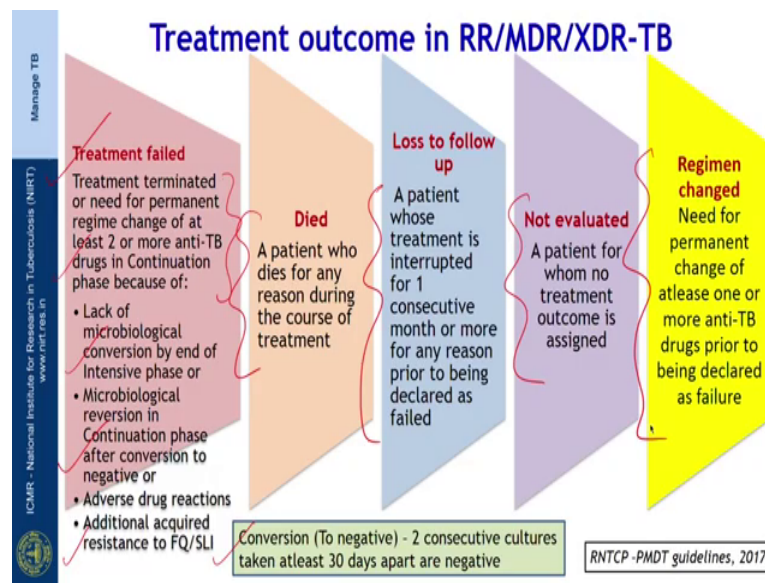 Treatment outcome in RR/MDR/XDR-TB
Manage TB
ICMR - National Institute for Research in Tuberculosis (NIRT)
www.nirt.res.in
Treatment failed
Treatment terminated
or need for permanent
regime change of at
least 2 or more anti-TB
drugs in Continuation
phase because of:
• Lack of
microbiological
conversion by end of
Intensive phase or
• Microbiological
reversion in
Continuation phase
after conversion to
negative or
• Adverse drug reactions
• Additional acquired
resistance to FQ/SLI
Died
A patient who
dies for any
reason during
the course of
treatment
Loss to follow
up
A patient
whose
treatment is
interrupted
for 1
consecutive
month or more
for any reason
prior to being
declared as
failed
Not evaluated
A patient for
whom no
treatment
outcome is
assigned
Regimen
changed
Need for
permanent
change of
atlease one or
more anti-TB
drugs prior to
being declared
as failure
Conversion (To negative) - 2 consecutive cultures
taken atleast 30 days apart are negative
RNTCP -PMDT guidelines, 2017